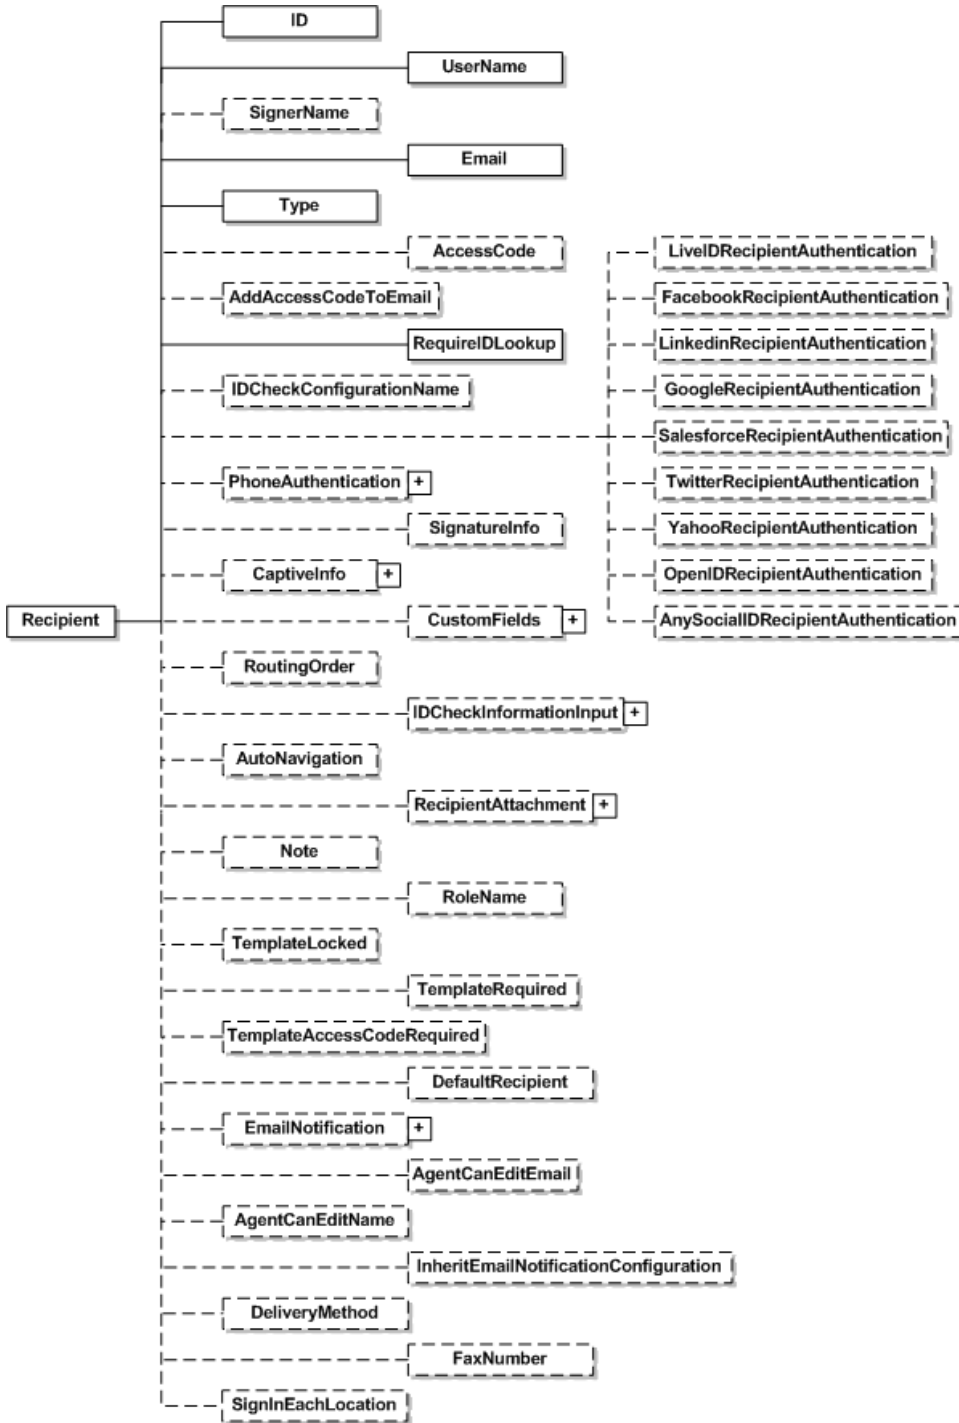 ID
UserName
SignerName
Email
Type
AccessCode
LiveIDRecipientAuthentication
AddAccessCodeToEmail
FacebookRecipientAuthentication
RequireIDLookup
LinkedinRecipientAuthentication
IDCheckConfigurationName
GoogleRecipientAuthentication
SalesforceRecipientAuthentication
PhoneAuthentication +
TwitterRecipientAuthentication
SignatureInfo
YahooRecipientAuthentication
CaptiveInfo +
OpenIDRecipientAuthentication
Recipient
CustomFields +
AnySocialIDRecipientAuthentication
RoutingOrder
IDCheckInformationInput +
AutoNavigation
RecipientAttachment +
Note
RoleName
TemplateLocked
TemplateRequired
TemplateAccessCodeRequired
DefaultRecipient
EmailNotification +
AgentCanEditEmail
AgentCanEditName
InheritEmailNotificationConfiguration
DeliveryMethod
FaxNumber
SignInEachLocation